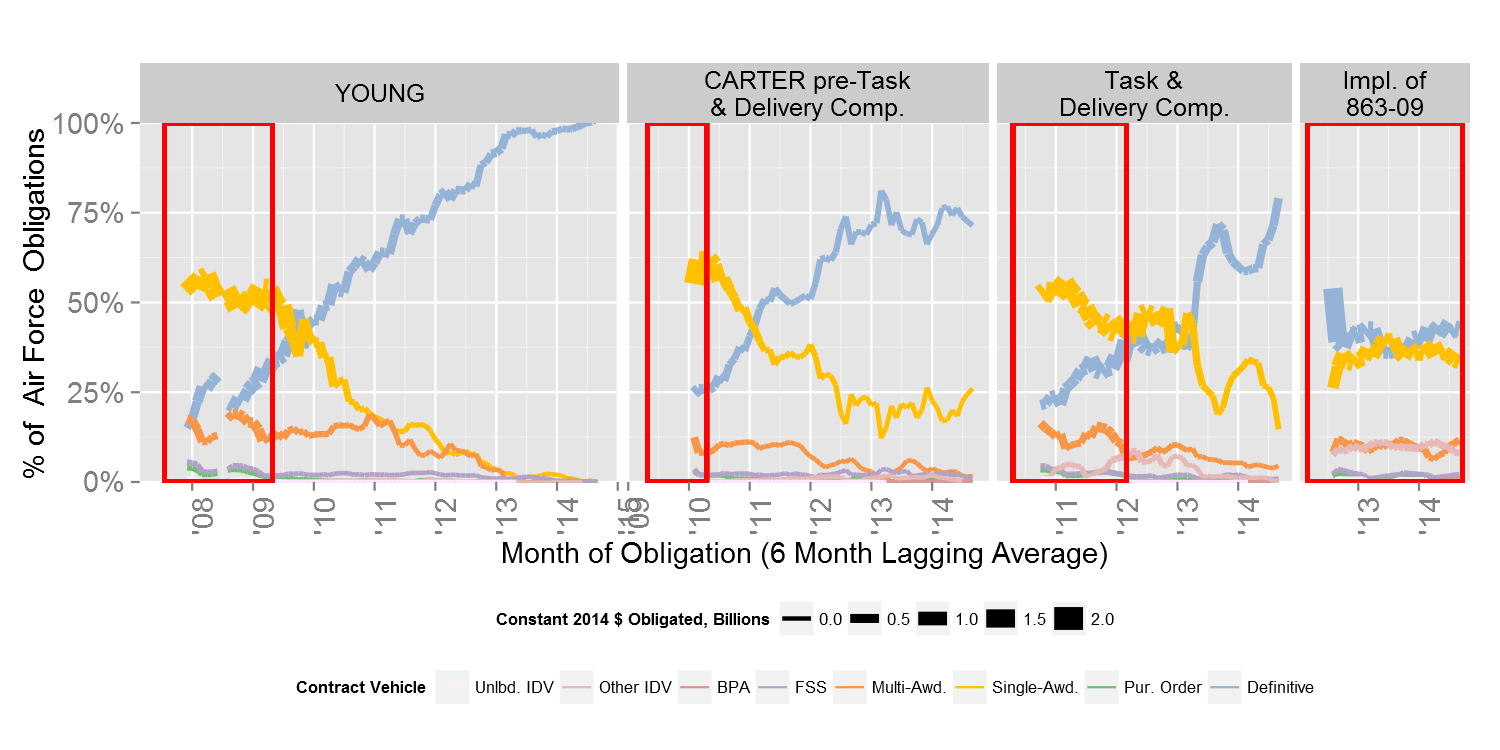 YOUNG
CARTER pre-Task
& Delivery Comp.
Task &
Delivery Comp.
Impl. of
863-09
% of Air Force Obligations
100%
75%
50%
25%
0%
'08
'09
'10
'11
'12
'13
'14
'15
'09
'10
'11
'12
'13
'14
'11
'12
'13
'14
'13
'14
Month of Obligation (6 Month Lagging Average)
Constant 2014 $ Obligated, Billions 0.0 0.5 1.0 1.5 2.0
Contract Vehicle Unlbd. IDV Other IDV BPA FSS Multi-Awd. Single-Awd. Pur. Order Definitive